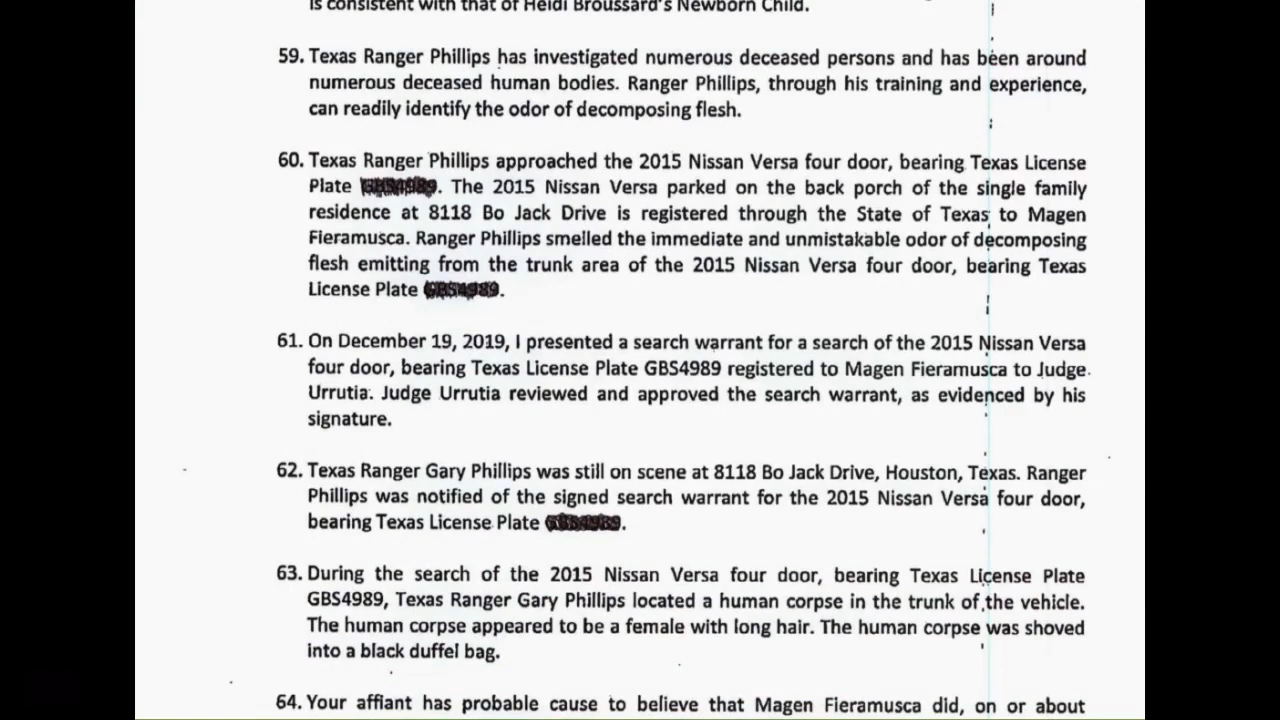 is consistent with that of Heidi Broussard's Newborn Child.
59. Texas Ranger Phillips has investigated numerous deceased persons and has been around
numerous deceased human bodies. Ranger Phillips, through his training and experience,
can readily identify the odor of decomposing flesh.
60. Texas Ranger Phillips approached the 2015 Nissan Versa four door, bearing Texas License
Plate . The 2015 Nissan Versa parked on the back porch of the single family
residence at 8118 Bo Jack Drive is registered through the State of Texas to Magen
Fieramusca. Ranger Phillips smelled the immediate and unmistakable odor of decomposing
flesh emitting from the trunk area of the 2015 Nissan Versa four door, bearing Texas
License Plate .
61. On December 19, 2019, I presented a search warrant for a search of the 2015 Nissan Versa
four door, bearing Texas License Plate GBS4989 registered to Magen Fieramusca to Judge
Urrutia. Judge Urrutia reviewed and approved the search warrant, as evidenced by his
signature.
62. Texas Ranger Gary Phillips was still on scene at 8118 Bo Jack Drive, Houston, Texas. Ranger
Phillips was notified of the signed search warrant for the 2015 Nissan Versa four door,
bearing Texas License Plate .
63. During the search of the 2015 Nissan Versa four door, bearing Texas License Plate
GBS4989, Texas Ranger Gary Phillips located a human corpse in the trunk of the vehicle.
The human corpse appeared to be a female with long hair. The human corpse was shoved
into a black duffel bag.
64. Your affiant has probable cause to believe that Magen Fieramusca did, on or about